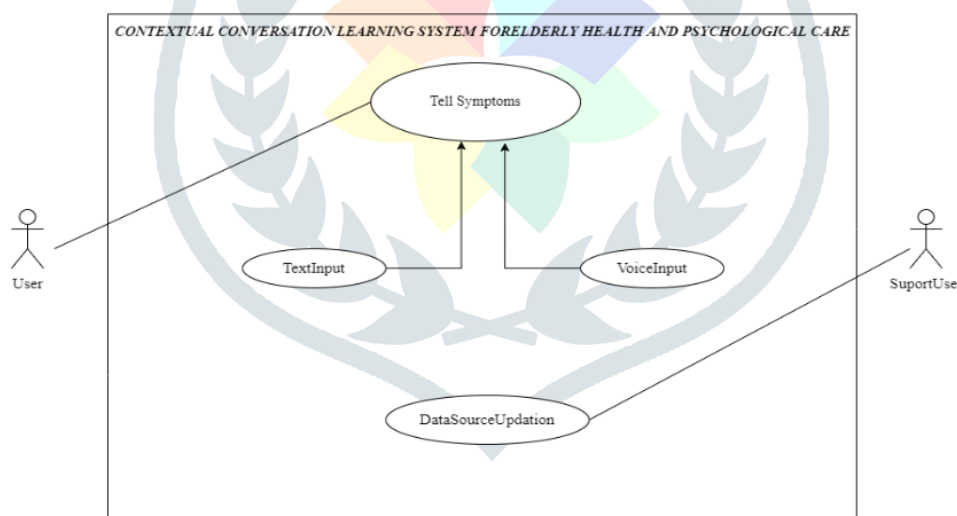 CONTEXTUAL CONVERSATION LEARNING SYSTEM FORELDERLY HEALTH AND PSYCHOLOGICAL CARE
Tell Symptoms
TextInput
VoiceInput
User
SuportUse
DataSourceUpdation